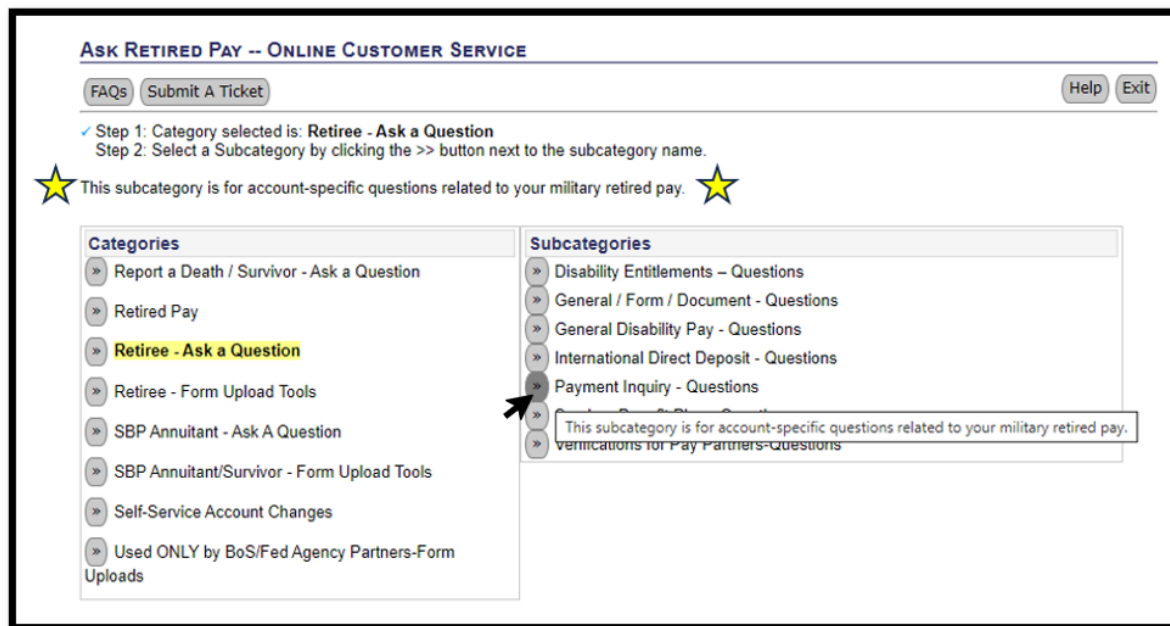 ASK RETIRED PAY -- ONLINE CUSTOMER SERVICE
FAQs Submit A Ticket Help Exit
✓ Step 1: Category selected is: Retiree - Ask a Question
Step 2: Select a Subcategory by clicking the >> button next to the subcategory name.
This subcategory is for account-specific questions related to your military retired pay.
Categories
» Report a Death / Survivor - Ask a Question
» Retired Pay
» Retiree - Ask a Question
» Retiree - Form Upload Tools
» SBP Annuitant - Ask A Question
» SBP Annuitant/Survivor - Form Upload Tools
» Self-Service Account Changes
» Used ONLY by BoS/Fed Agency Partners-Form
Uploads
Subcategories
» Disability Entitlements – Questions
» General / Form / Document - Questions
» General Disability Pay - Questions
» International Direct Deposit - Questions
» Payment Inquiry - Questions
»
This subcategory is for account-specific questions related to your military retired pay.
» Verifications for Pay Partners-Questions